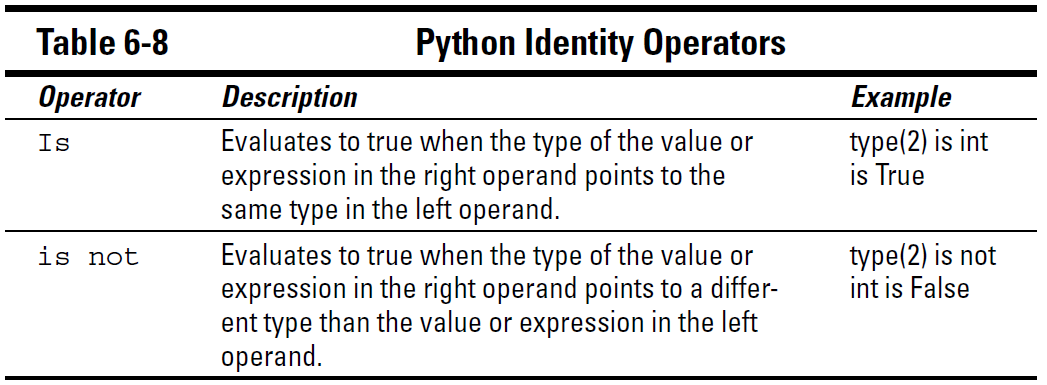 Table 6-8 Python Identity Operators
Operator Description Example
Is Evaluates to true when the type of the value or type(2) is int
expression in the right operand points to the is True
same type in the left operand.
is not Evaluates to true when the type of the value or type(2) is not
expression in the right operand points to a differ- int is False
ent type than the value or expression in the left
operand.